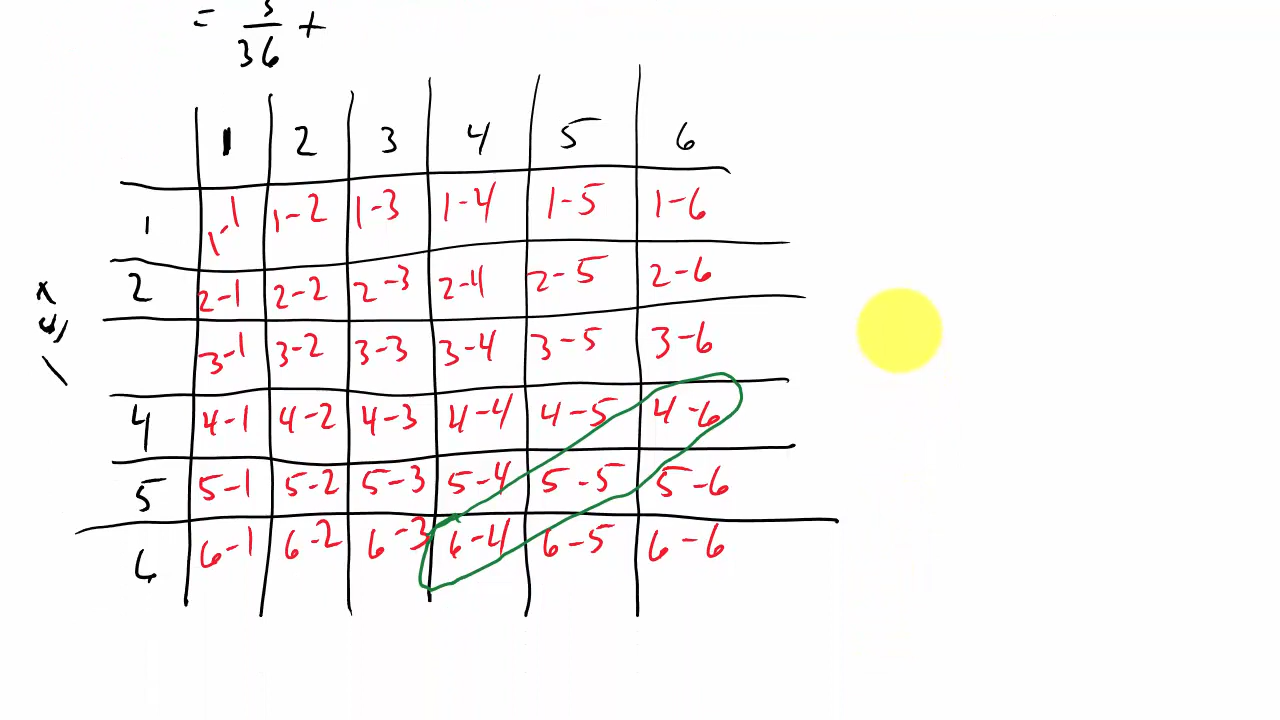 = 3/36 +
1 2 3 4 5 6
1 1-1 1-2 1-3 1-4 1-5 1-6
2 2-1 2-2 2-3 2-4 2-5 2-6
3-1 3-2 3-3 3-4 3-5 3-6
4 4-1 4-2 4-3 4-4 4-5 4-6
5 5-1 5-2 5-3 5-4 5-5 5-6
6 6-1 6-2 6-3 6-4 6-5 6-6